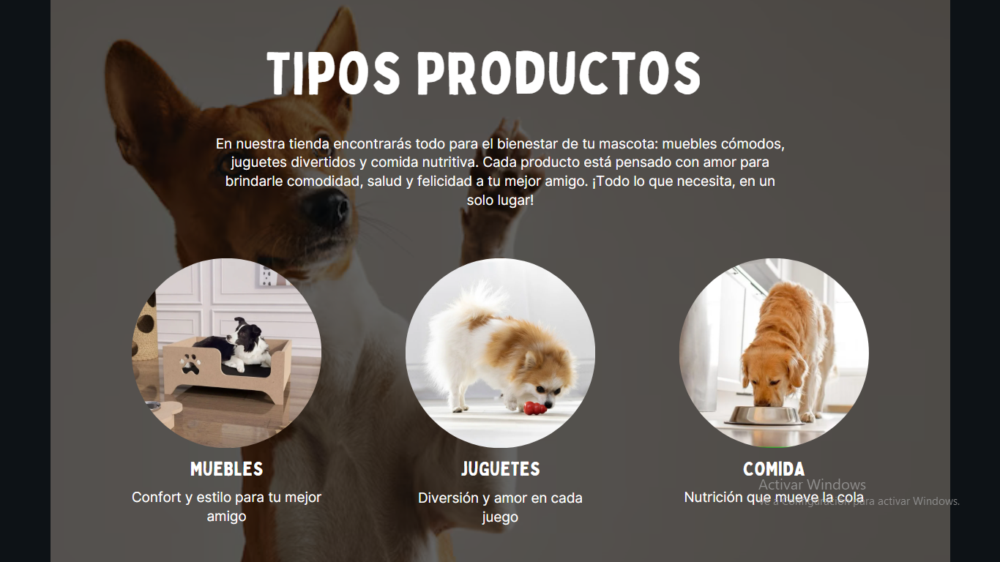 TIPOS PRODUCTOS
En nuestra tienda encontrarás todo para el bienestar de tu mascota: muebles cómodos,
juguetes divertidos y comida nutritiva. Cada producto está pensado con amor para
brindarle comodidad, salud y felicidad a tu mejor amigo. ¡Todo lo que necesita, en un
solo lugar!
MUEBLES
Confort y estilo para tu mejor
amigo
JUGUETES
Diversión y amor en cada
juego
COMIDA
Nutrición que mueve la cola
Activar Windows
Ve a Configuración para activar Windows.